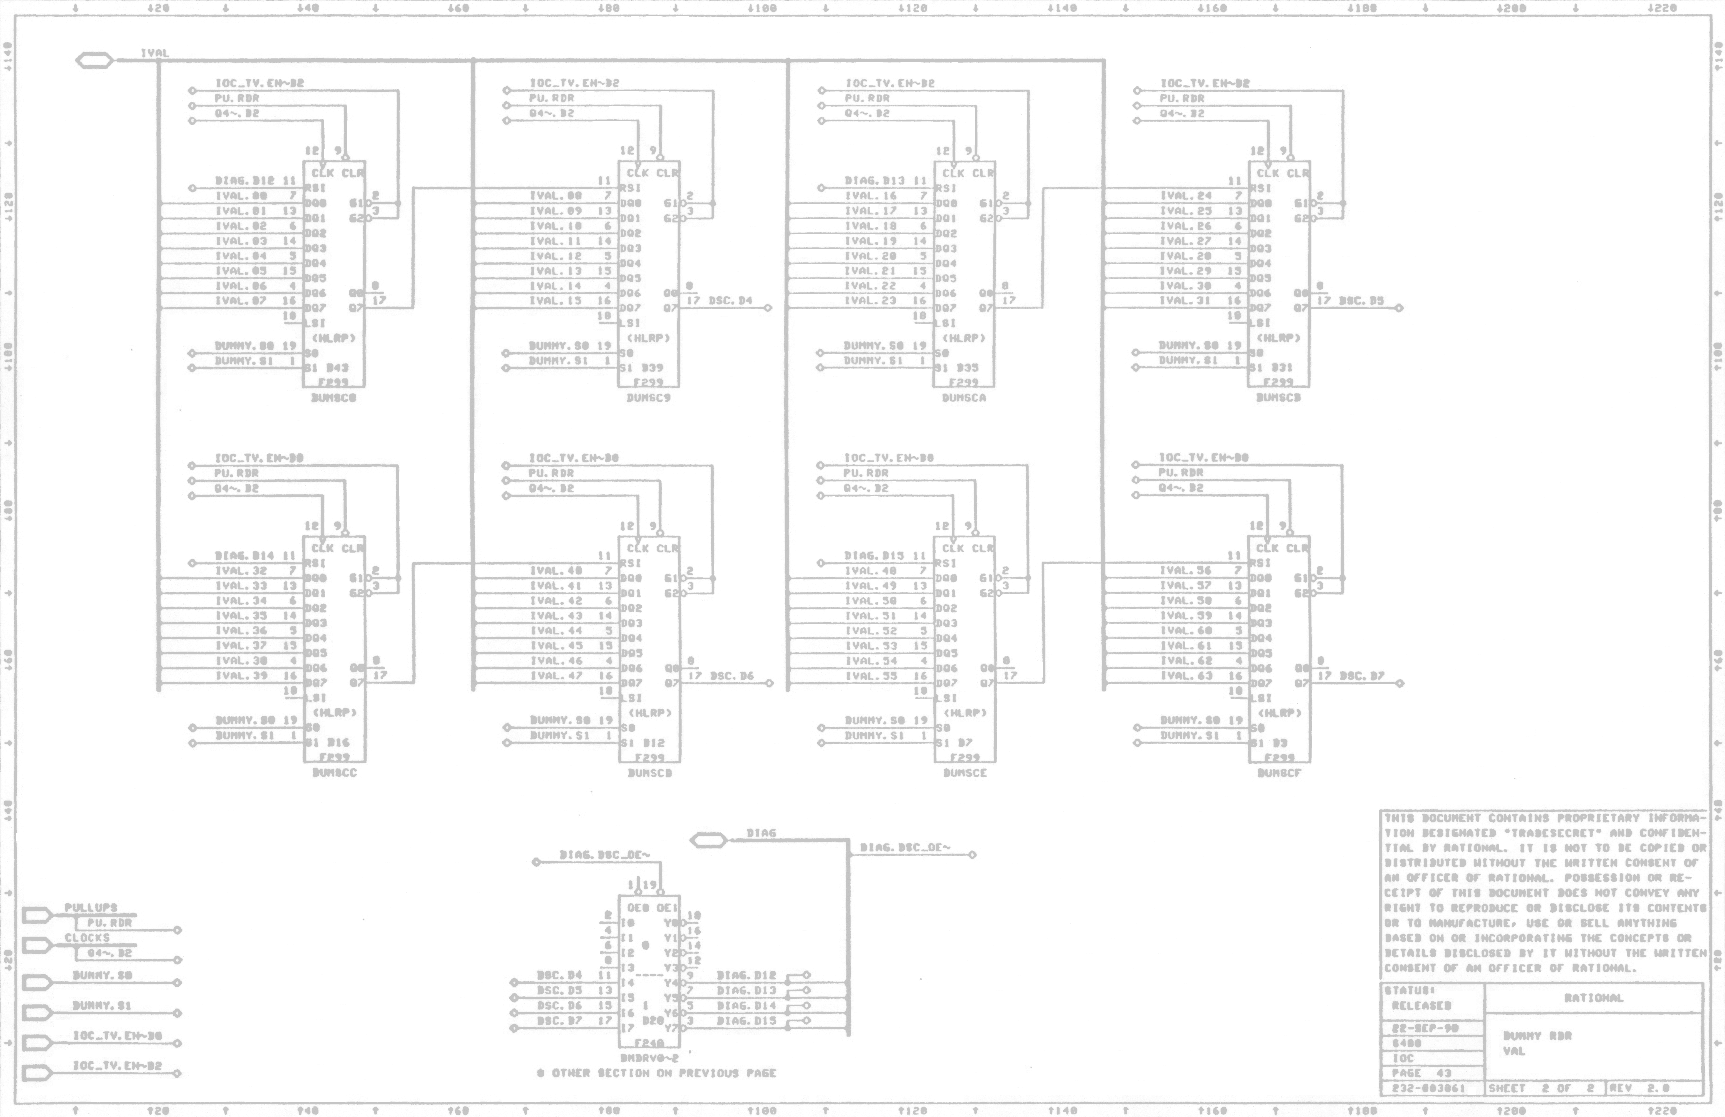 IVAL
IOC_TV.EN~D2
PU.RDR
Q4~.D2
12 9
CLK CLR
DIAG.D12 11 RSI
IVAL.00 7 DQ0 G1 2
IVAL.01 13 DQ1 G2 3
IVAL.02 6 DQ2
IVAL.03 14 DQ3
IVAL.04 5 DQ4
IVAL.05 15 DQ5
IVAL.06 4 DQ6 Q0 8
IVAL.07 16 DQ7 Q7 17
18 LSI
(HLRP)
DUMMY.S0 19 S0
DUMMY.S1 1 S1 D43
F299
DUMSC8
IOC_TV.EN~D2
PU.RDR
Q4~.D2
12 9
CLK CLR
11 RSI
IVAL.08 7 DQ0 G1 2
IVAL.09 13 DQ1 G2 3
IVAL.10 6 DQ2
IVAL.11 14 DQ3
IVAL.12 5 DQ4
IVAL.13 15 DQ5
IVAL.14 4 DQ6 Q0 8
IVAL.15 16 DQ7 Q7 17 DSC.D4
18 LSI
(HLRP)
DUMMY.S0 19 S0
DUMMY.S1 1 S1 D39
F299
DUMSC9
IOC_TV.EN~D2
PU.RDR
Q4~.D2
12 9
CLK CLR
DIAG.D13 11 RSI
IVAL.16 7 DQ0 G1 2
IVAL.17 13 DQ1 G2 3
IVAL.18 6 DQ2
IVAL.19 14 DQ3
IVAL.20 5 DQ4
IVAL.21 15 DQ5
IVAL.22 4 DQ6 Q0 8
IVAL.23 16 DQ7 Q7 17
18 LSI
(HLRP)
DUMMY.S0 19 S0
DUMMY.S1 1 S1 D35
F299
DUMSCA
IOC_TV.EN~D2
PU.RDR
Q4~.D2
12 9
CLK CLR
11 RSI
IVAL.24 7 DQ0 G1 2
IVAL.25 13 DQ1 G2 3
IVAL.26 6 DQ2
IVAL.27 14 DQ3
IVAL.28 5 DQ4
IVAL.29 15 DQ5
IVAL.30 4 DQ6 Q0 8
IVAL.31 16 DQ7 Q7 17 DSC.D5
18 LSI
(HLRP)
DUMMY.S0 19 S0
DUMMY.S1 1 S1 D31
F299
DUMSCB
IOC_TV.EN~D0
PU.RDR
Q4~.D2
12 9
CLK CLR
DIAG.D14 11 RSI
IVAL.32 7 DQ0 G1 2
IVAL.33 13 DQ1 G2 3
IVAL.34 6 DQ2
IVAL.35 14 DQ3
IVAL.36 5 DQ4
IVAL.37 15 DQ5
IVAL.38 4 DQ6 Q0 8
IVAL.39 16 DQ7 Q7 17
18 LSI
(HLRP)
DUMMY.S0 19 S0
DUMMY.S1 1 S1 D16
F299
DUMSCC
IOC_TV.EN~D0
PU.RDR
Q4~.D2
12 9
CLK CLR
11 RSI
IVAL.40 7 DQ0 G1 2
IVAL.41 13 DQ1 G2 3
IVAL.42 6 DQ2
IVAL.43 14 DQ3
IVAL.44 5 DQ4
IVAL.45 15 DQ5
IVAL.46 4 DQ6 Q0 8
IVAL.47 16 DQ7 Q7 17 DSC.D6
18 LSI
(HLRP)
DUMMY.S0 19 S0
DUMMY.S1 1 S1 D12
F299
DUMSCD
IOC_TV.EN~D0
PU.RDR
Q4~.D2
12 9
CLK CLR
DIAG.D15 11 RSI
IVAL.48 7 DQ0 G1 2
IVAL.49 13 DQ1 G2 3
IVAL.50 6 DQ2
IVAL.51 14 DQ3
IVAL.52 5 DQ4
IVAL.53 15 DQ5
IVAL.54 4 DQ6 Q0 8
IVAL.55 16 DQ7 Q7 17
18 LSI
(HLRP)
DUMMY.S0 19 S0
DUMMY.S1 1 S1 D7
F299
DUMSCE
IOC_TV.EN~D0
PU.RDR
Q4~.D2
12 9
CLK CLR
11 RSI
IVAL.56 7 DQ0 G1 2
IVAL.57 13 DQ1 G2 3
IVAL.58 6 DQ2
IVAL.59 14 DQ3
IVAL.60 5 DQ4
IVAL.61 15 DQ5
IVAL.62 4 DQ6 Q0 8
IVAL.63 16 DQ7 Q7 17 DSC.D7
18 LSI
(HLRP)
DUMMY.S0 19 S0
DUMMY.S1 1 S1 D3
F299
DUMSCF
PULLUPS
PU.RDR
CLOCKS
Q4~.D2
DUMMY.S0
DUMMY.S1
IOC_TV.EN~D0
IOC_TV.EN~D2
DIAG
DIAG.DSC_OE~
DIAG.DSC_OE~
1 19
OE0 OE1
2 I0 Y0 18
4 I1 Y1 16
6 I2 @ Y2 14
8 I3 Y3 12
DSC.D4 11 I4 ---- Y4 9 DIAG.D12
DSC.D5 13 I5 Y5 7 DIAG.D13
DSC.D6 15 I6 1 Y6 5 DIAG.D14
DSC.D7 17 I7 D20 Y7 3 DIAG.D15
F240
DMDRV0~2
@ OTHER SECTION ON PREVIOUS PAGE
THIS DOCUMENT CONTAINS PROPRIETARY INFORMA-
TION DESIGNATED "TRADESECRET" AND CONFIDEN-
TIAL BY RATIONAL. IT IS NOT TO BE COPIED OR
DISTRIBUTED WITHOUT THE WRITTEN CONSENT OF
AN OFFICER OF RATIONAL. POSSESSION OR RE-
CEIPT OF THIS DOCUMENT DOES NOT CONVEY ANY
RIGHT TO REPRODUCE OR DISCLOSE ITS CONTENTS
OR TO MANUFACTURE, USE OR SELL ANYTHING
BASED ON OR INCORPORATING THE CONCEPTS OR
DETAILS DISCLOSED BY IT WITHOUT THE WRITTEN
CONSENT OF AN OFFICER OF RATIONAL.
STATUS:
RELEASED
RATIONAL
22-SEP-90
DUMMY RDR
VAL
IOC
PAGE 43
232-003061
SHEET 2 OF 2
REV 2.0